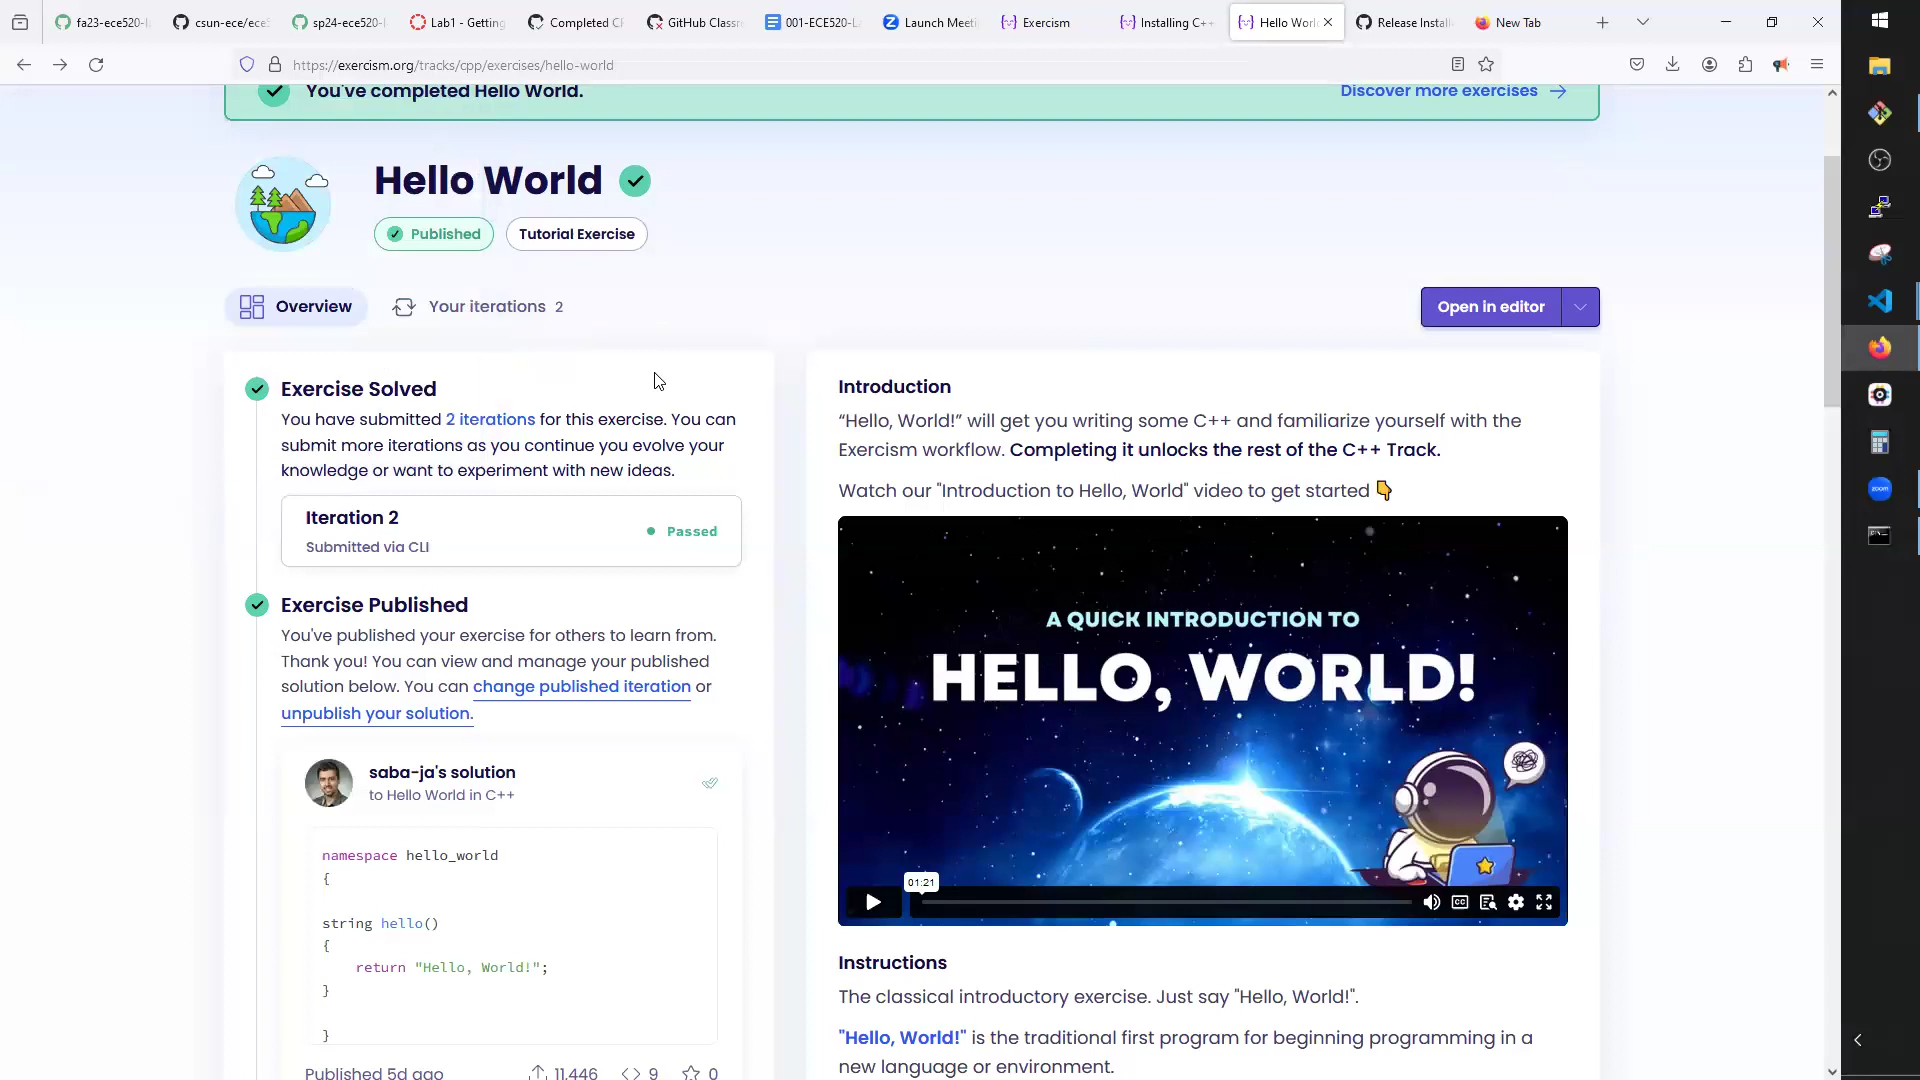 fa23-ece520-l
csun-ece/ece5
sp24-ece520-
Lab1 - Getting
Completed
GitHub Classr
001-ECE520-La
Launch Meeti
Exercism
Installing C++
Hello Worl
Release Install
New Tab
https://exercism.org/tracks/cpp/exercises/hello-world
You've completed Hello World.
Discover more exercises
Hello World
Published
Tutorial Exercise
Overview
Your iterations 2
Open in editor
Exercise Solved
You have submitted 2 iterations for this exercise. You can
submit more iterations as you continue you evolve your
knowledge or want to experiment with new ideas.
Iteration 2
Submitted via CLI
Passed
Exercise Published
You've published your exercise for others to learn from.
Thank you! You can view and manage your published
solution below. You can change published iteration or
unpublish your solution.
saba-ja's solution
to Hello World in C++
namespace hello_world
{
string hello()
{
return "Hello, World!";
}
}
Published 5d ago
11,446
9
0
Introduction
“Hello, World!” will get you writing some C++ and familiarize yourself with the
Exercism workflow. Completing it unlocks the rest of the C++ Track.
Watch our "Introduction to Hello, World" video to get started
A QUICK INTRODUCTION TO
HELLO, WORLD!
01:21
CC
Instructions
The classical introductory exercise. Just say "Hello, World!".
"Hello, World!" is the traditional first program for beginning programming in a
new language or environment.
zoom